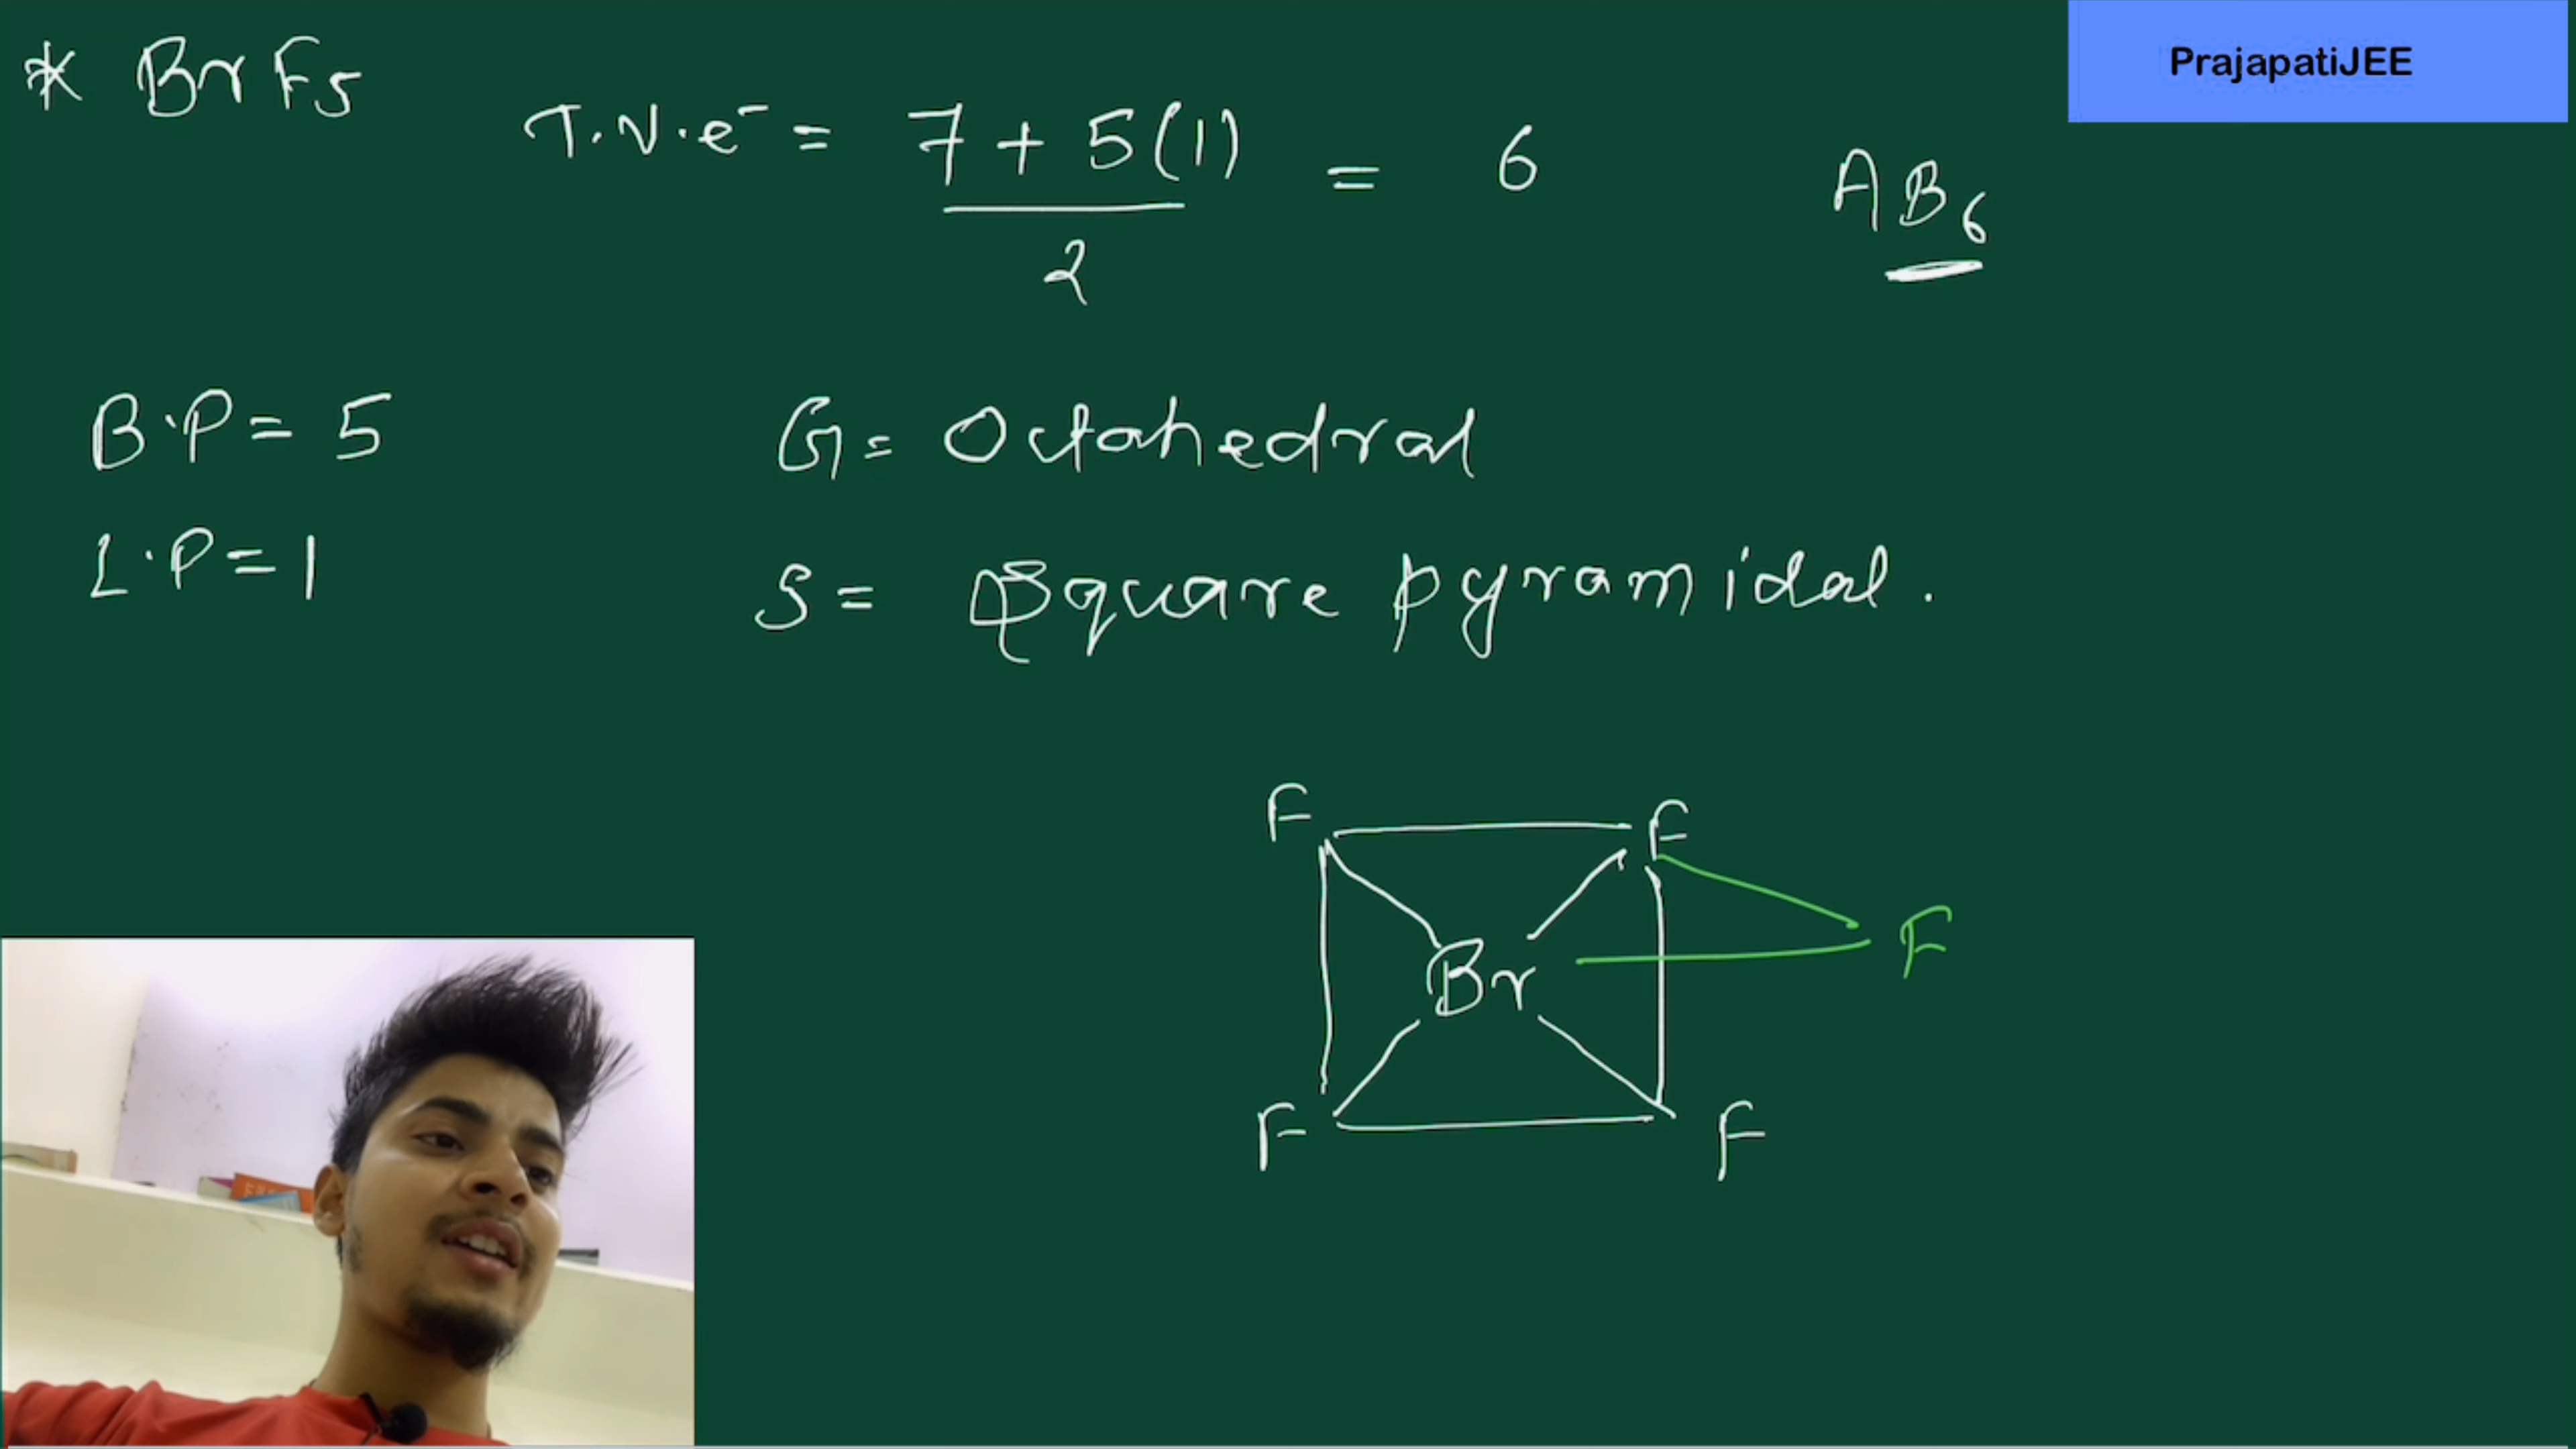 * BrF5
PrajapatiJEE
T.V.e⁻ = 7 + 5(1) = 6
2
AB6
B.P = 5
G = Octahedral
L.P = 1
S = Square pyramidal.
F F
F
Br
F F